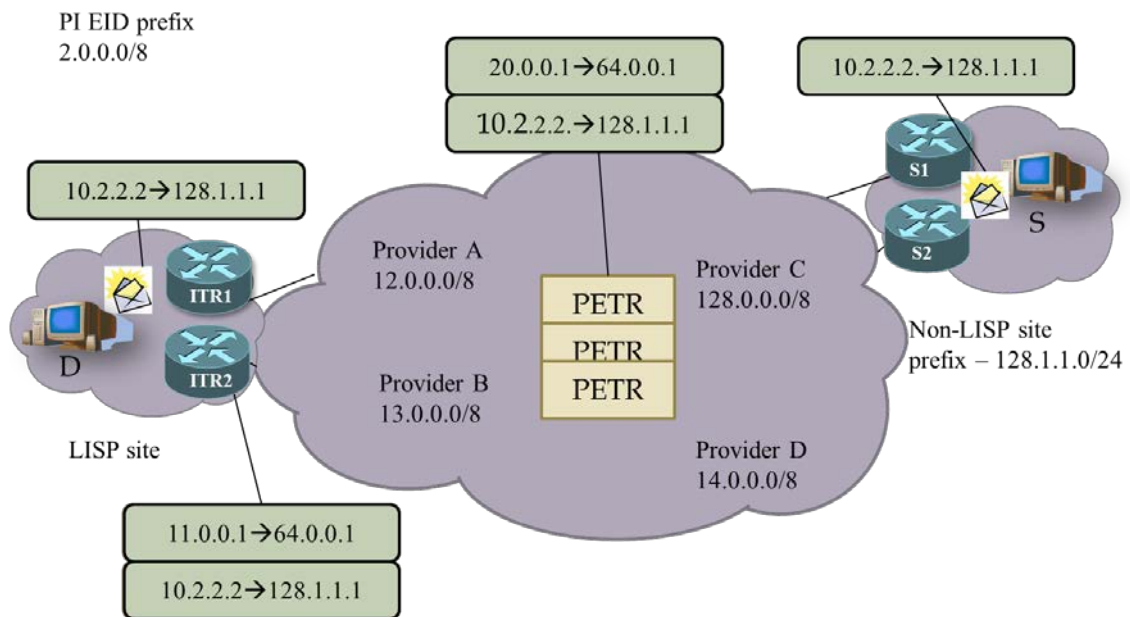 PI EID prefix
2.0.0.0/8
20.0.0.1→64.0.0.1
10.2.2.2.→128.1.1.1
10.2.2.2.→128.1.1.1
10.2.2.2→128.1.1.1
S1
S
S2
Provider A
12.0.0.0/8
Provider C
128.0.0.0/8
ITR1
PETR
PETR
PETR
Non-LISP site
prefix – 128.1.1.0/24
D
ITR2
Provider B
13.0.0.0/8
LISP site
Provider D
14.0.0.0/8
11.0.0.1→64.0.0.1
10.2.2.2→128.1.1.1